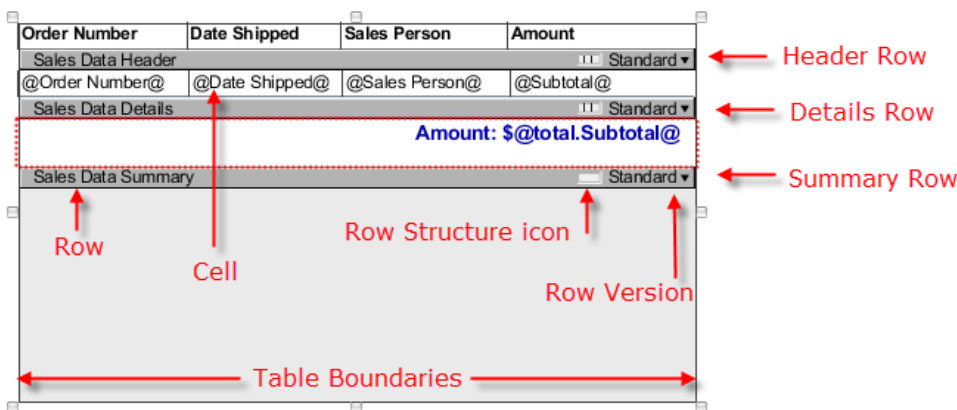 Order Number Date Shipped Sales Person Amount
Sales Data Header Standard Header Row
@Order Number@ @Date Shipped@ @Sales Person@ @Subtotal@
Sales Data Details Standard Details Row
Amount: $@total.Subtotal@
Sales Data Summary Standard Summary Row
Row Structure icon
Row
Cell
Row Version
Table Boundaries